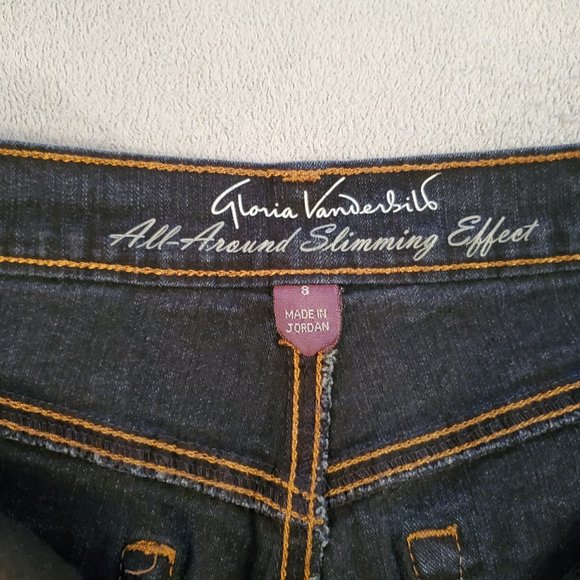 Gloria Vanderbilt
All-Around Slimming Effect
8
MADE IN
JORDAN